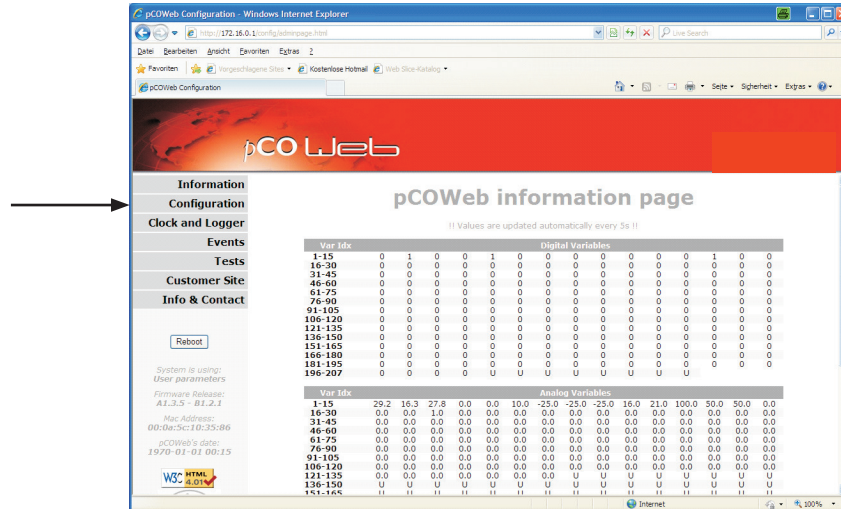 pCOWeb Configuration - Windows Internet Explorer
http://172.16.0.1/config/adminpage.html
Live Search
Datei Bearbeiten Ansicht Favoriten Extras ?
Favoriten Vorgeschlagene Sites Kostenlose Hotmail Web Slice-Katalog
pCOWeb Configuration Seite Sicherheit Extras
pCO Web
Information
Configuration
Clock and Logger
Events
Tests
Customer Site
Info & Contact
Reboot
System is using:
User parameters
Firmware Release:
A1.3.5 - B1.2.1
Mac Address:
00:0a:5c:10:35:86
pCOWeb's date:
1970-01-01 00:15
W3C HTML 4.01
pCOWeb information page
!! Values are updated automatically every 5s !!
Var Idx Digital Variables
1-15 0 1 0 0 1 0 0 0 0 0 0 0 1 0 0
16-30 0 0 0 0 0 0 0 0 0 0 0 0 0 0 0
31-45 0 0 0 0 0 0 0 0 0 0 0 0 0 0 0
46-60 0 0 0 0 0 0 0 0 0 0 0 0 0 0 0
61-75 0 0 0 0 0 0 0 0 0 0 0 0 0 0 0
76-90 0 0 0 0 0 0 0 0 0 0 0 0 0 0 0
91-105 0 0 0 0 0 0 0 0 0 0 0 0 0 0 0
106-120 0 0 0 0 0 0 0 0 0 0 0 0 0 0 0
121-135 0 0 0 0 0 0 0 0 0 0 0 0 0 0 0
136-150 0 0 0 0 0 0 0 0 0 0 0 0 0 0 0
151-165 0 0 0 0 0 0 0 0 0 0 0 0 0 0 0
166-180 0 0 0 0 0 0 0 0 0 0 0 0 0 0 0
181-195 0 0 0 0 0 0 0 0 0 0 0 0 0 0 0
196-207 0 0 0 0 U U U U U U U U
Var Idx Analog Variables
1-15 29.2 16.3 27.8 0.0 0.0 10.0 -25.0 -25.0 -25.0 16.0 21.0 100.0 50.0 50.0 0.0
16-30 0.0 0.0 1.0 0.0 0.0 0.0 0.0 0.0 0.0 0.0 0.0 0.0 0.0 0.0 0.0
31-45 0.0 0.0 0.0 0.0 0.0 0.0 0.0 0.0 0.0 0.0 0.0 0.0 0.0 0.0 0.0
46-60 0.0 0.0 0.0 0.0 0.0 0.0 0.0 0.0 0.0 0.0 0.0 0.0 0.0 0.0 0.0
61-75 0.0 0.0 0.0 0.0 0.0 0.0 0.0 0.0 0.0 0.0 0.0 0.0 0.0 0.0 0.0
76-90 0.0 0.0 0.0 0.0 0.0 0.0 0.0 0.0 0.0 0.0 0.0 0.0 0.0 0.0 0.0
91-105 0.0 0.0 0.0 0.0 0.0 0.0 0.0 0.0 0.0 0.0 0.0 0.0 0.0 0.0 0.0
106-120 0.0 0.0 0.0 0.0 0.0 0.0 0.0 0.0 0.0 0.0 0.0 0.0 0.0 0.0 0.0
121-135 0.0 0.0 0.0 0.0 0.0 0.0 0.0 U U U U U U U U
136-150 U U U U U U U U U U U U U U U
151-165 U U U U U U U U U U U U U U U
Internet 100%